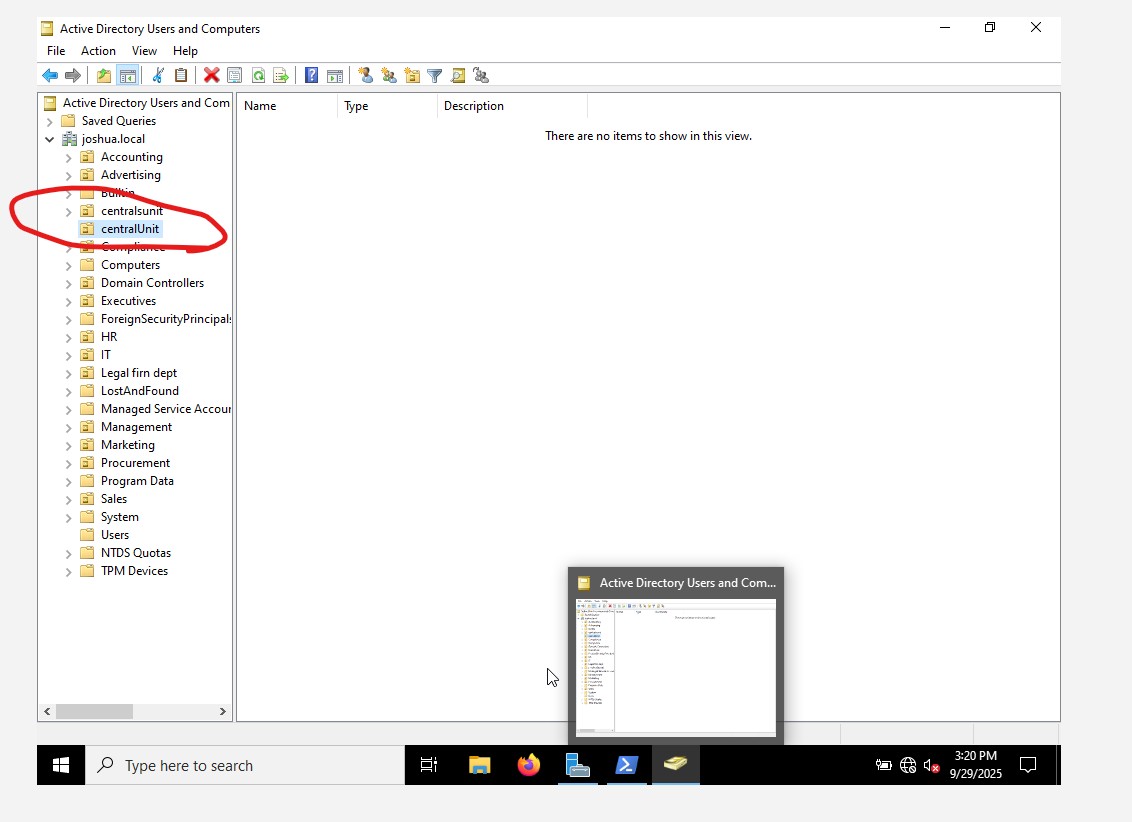 Active Directory Users and Computers
File Action View Help
Active Directory Users and Com
Name Type Description
Saved Queries
There are no items to show in this view.
joshua.local
Accounting
Advertising
Builtin
centralsunit
centralUnit
Compliance
Computers
Domain Controllers
Executives
ForeignSecurityPrincipals
HR
IT
Legal firn dept
LostAndFound
Managed Service Accour
Management
Marketing
Procurement
Program Data
Sales
System
Users
NTDS Quotas
TPM Devices
Active Directory Users and Com...
Type here to search
3:20 PM
9/29/2025